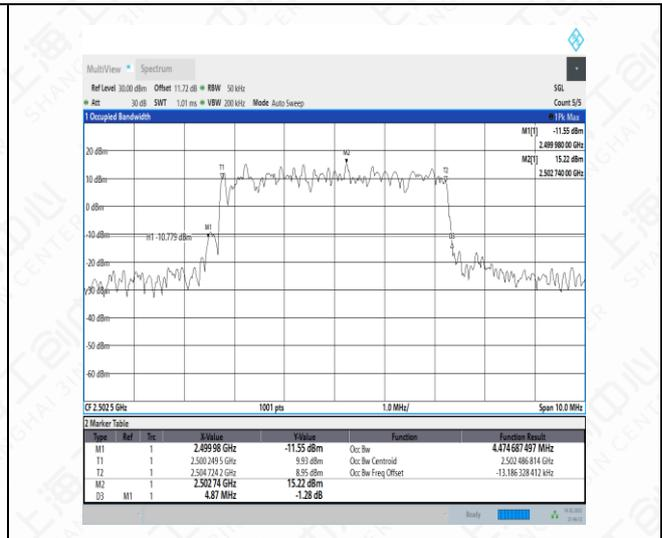 MultiView Spectrum
Ref Level 30.00 dBm Offset 11.72 dB RBW 50 kHz SGL
Att 30 dB SWT 1.01 ms VBW 200 kHz Mode Auto Sweep Count 5/5
1 Occupied Bandwidth 1Pk Max
M1[1] -11.55 dBm
2.499 980 00 GHz
M2[1] 15.22 dBm
2.502 740 00 GHz
20 dBm
M2
T1
T2
10 dBm
0 dBm
M1
-10 dBm
H1 -10.779 dBm
D3
-20 dBm
-30 dBm
-40 dBm
-50 dBm
-60 dBm
CF 2.502 5 GHz 1001 pts 1.0 MHz/ Span 10.0 MHz
2 Marker Table
Type Ref Trc X-Value Y-Value Function Function Result
M1 1 2.499 98 GHz -11.55 dBm Occ Bw 4.474 687 497 MHz
T1 1 2.500 249 5 GHz 9.93 dBm Occ Bw Centroid 2.502 486 814 GHz
T2 1 2.504 724 2 GHz 8.95 dBm Occ Bw Freq Offset -13.186 328 412 kHz
M2 1 2.502 74 GHz 15.22 dBm
D3 M1 1 4.87 MHz -1.28 dB
Ready